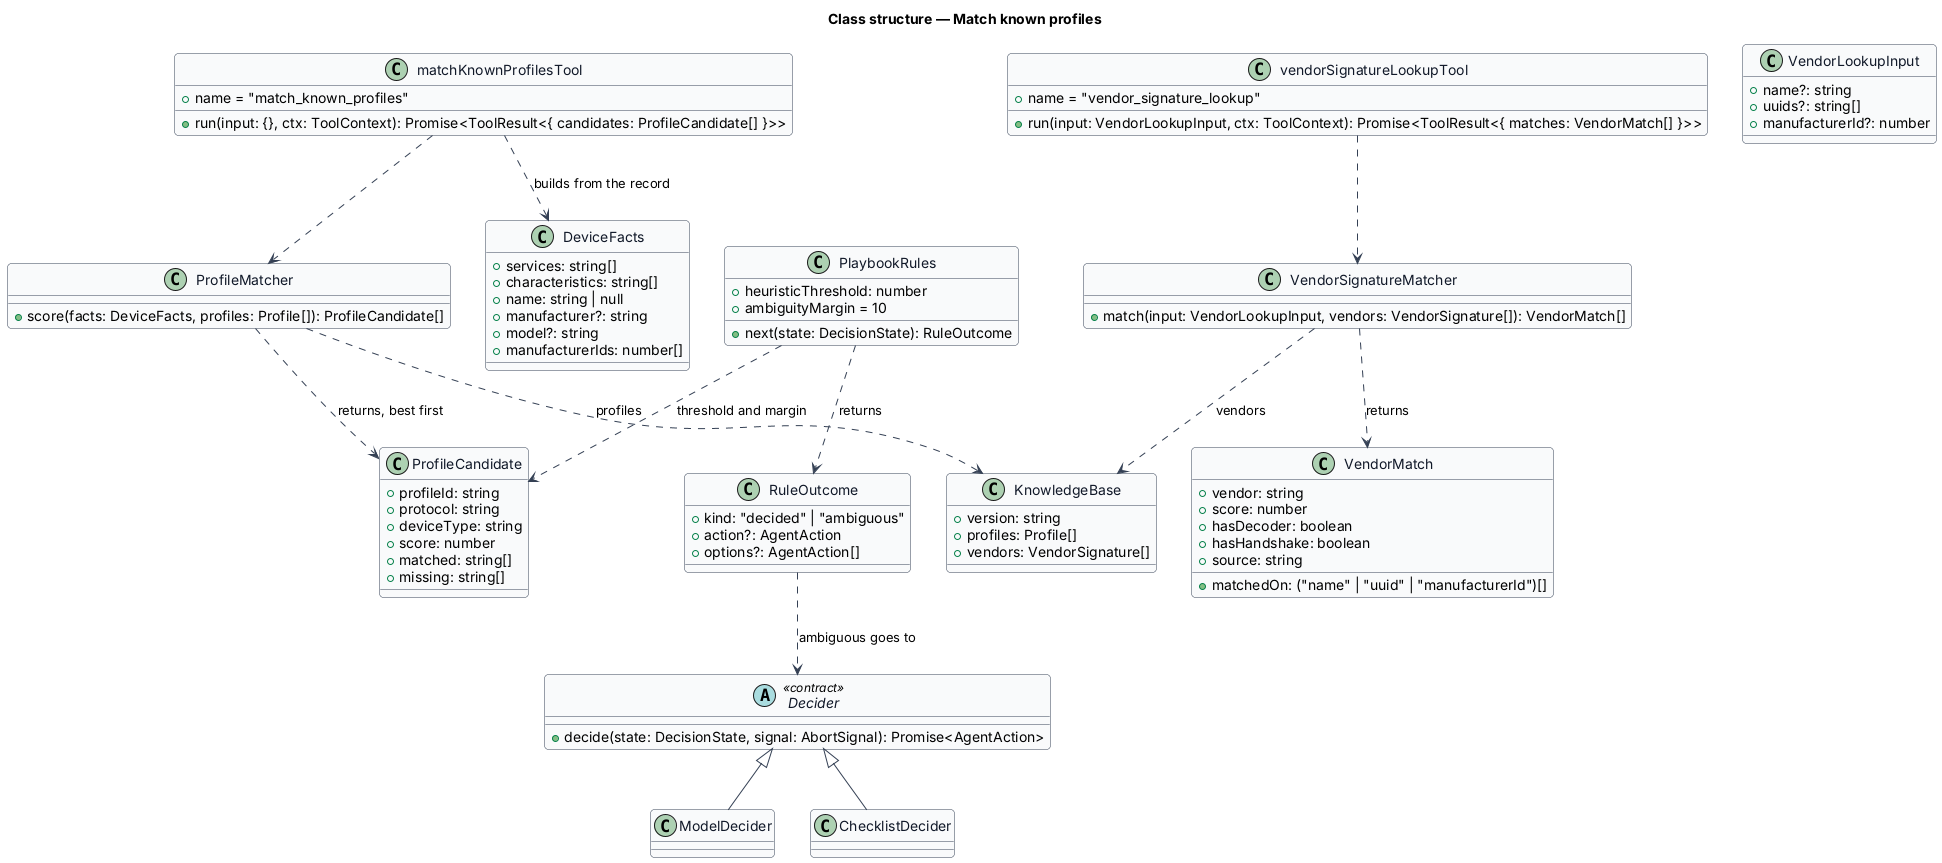 Class structure — Match known profiles
C matchKnownProfilesTool
name = "match_known_profiles"
run(input: {}, ctx: ToolContext): Promise<ToolResult<{ candidates: ProfileCandidate[] }>>
C vendorSignatureLookupTool
name = "vendor_signature_lookup"
run(input: VendorLookupInput, ctx: ToolContext): Promise<ToolResult<{ matches: VendorMatch[] }>>
C VendorLookupInput
name?: string
uuids?: string[]
manufacturerId?: number
builds from the record
C ProfileMatcher
score(facts: DeviceFacts, profiles: Profile[]): ProfileCandidate[]
C DeviceFacts
services: string[]
characteristics: string[]
name: string | null
manufacturer?: string
model?: string
manufacturerIds: number[]
C PlaybookRules
heuristicThreshold: number
ambiguityMargin = 10
next(state: DecisionState): RuleOutcome
C VendorSignatureMatcher
match(input: VendorLookupInput, vendors: VendorSignature[]): VendorMatch[]
returns, best first
profiles
threshold and margin
returns
vendors
returns
C ProfileCandidate
profileId: string
protocol: string
deviceType: string
score: number
matched: string[]
missing: string[]
C RuleOutcome
kind: "decided" | "ambiguous"
action?: AgentAction
options?: AgentAction[]
C KnowledgeBase
version: string
profiles: Profile[]
vendors: VendorSignature[]
C VendorMatch
vendor: string
score: number
hasDecoder: boolean
hasHandshake: boolean
source: string
matchedOn: ("name" | "uuid" | "manufacturerId")[]
ambiguous goes to
A «contract»
Decider
decide(state: DecisionState, signal: AbortSignal): Promise<AgentAction>
C ModelDecider
C ChecklistDecider